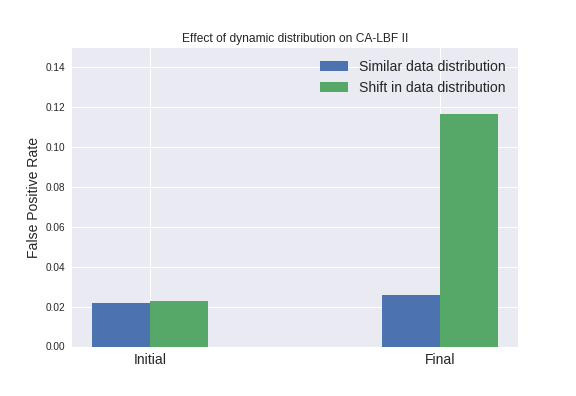 Effect of dynamic distribution on CA-LBF II
Similar data distribution
Shift in data distribution
False Positive Rate
0.14
0.12
0.10
0.08
0.06
0.04
0.02
0.00
Initial
Final